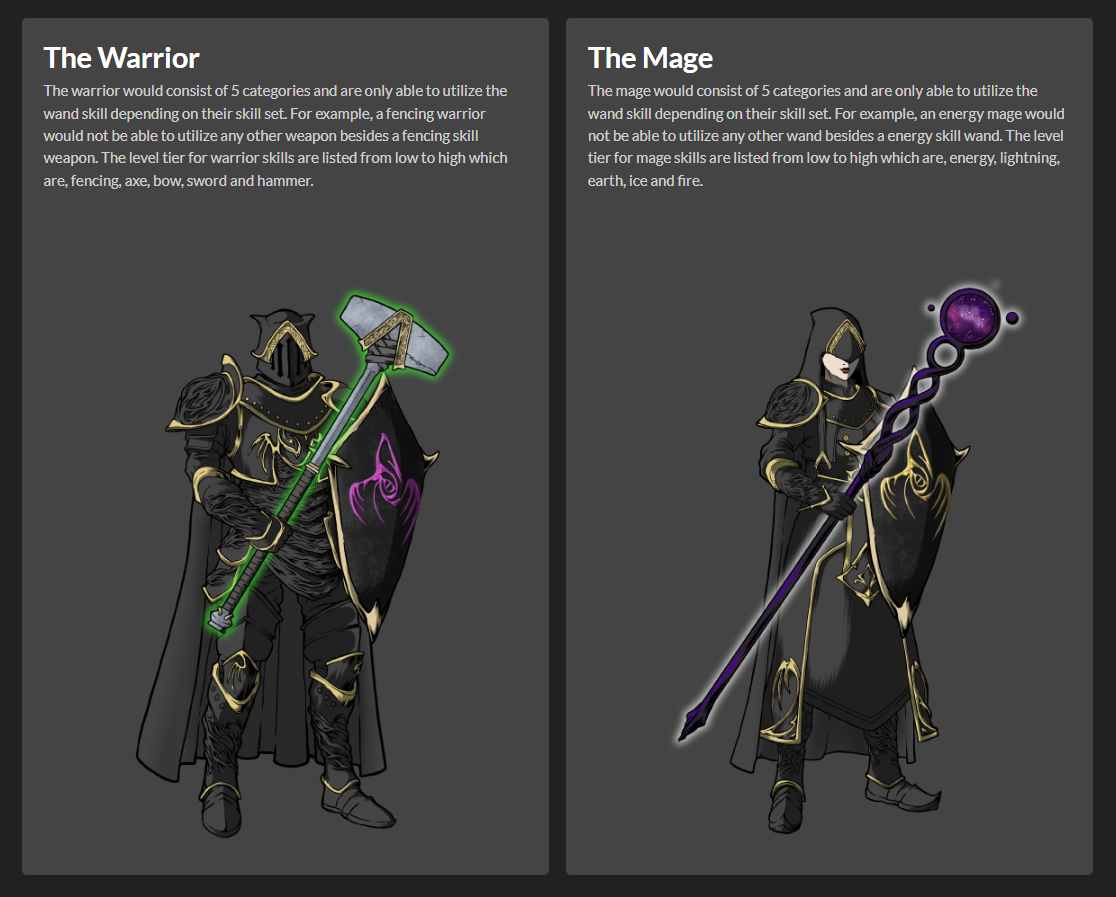 The Warrior
The warrior would consist of 5 categories and are only able to utilize the
wand skill depending on their skill set. For example, a fencing warrior
would not be able to utilize any other weapon besides a fencing skill
weapon. The level tier for warrior skills are listed from low to high which
are, fencing, axe, bow, sword and hammer.
The Mage
The mage would consist of 5 categories and are only able to utilize the
wand skill depending on their skill set. For example, an energy mage would
not be able to utilize any other wand besides a energy skill wand. The level
tier for mage skills are listed from low to high which are, energy, lightning,
earth, ice and fire.